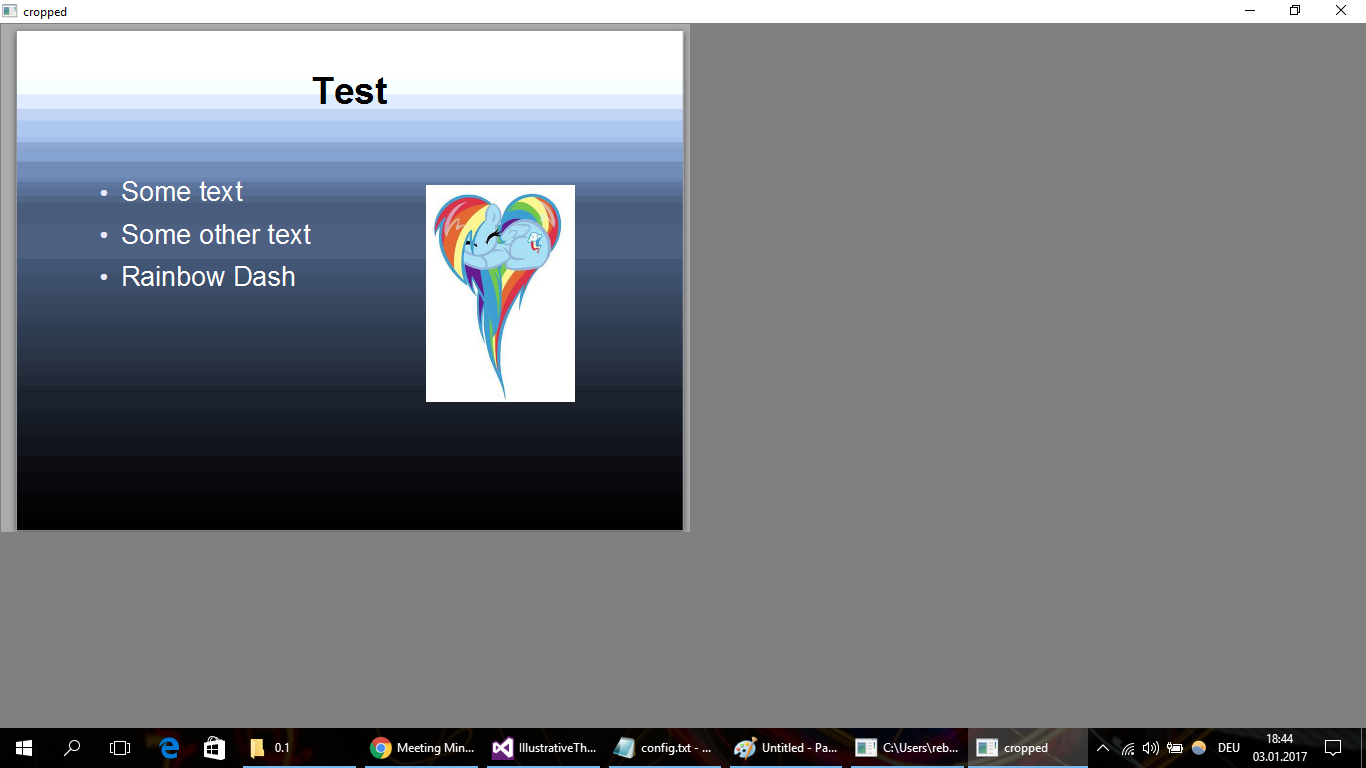 cropped
Test
• Some text
• Some other text
• Rainbow Dash
0.1
Meeting Min...
IllustrativeTh...
config.txt - ...
Untitled - Pa...
C:\Users\reb...
cropped
DEU
18:44
03.01.2017